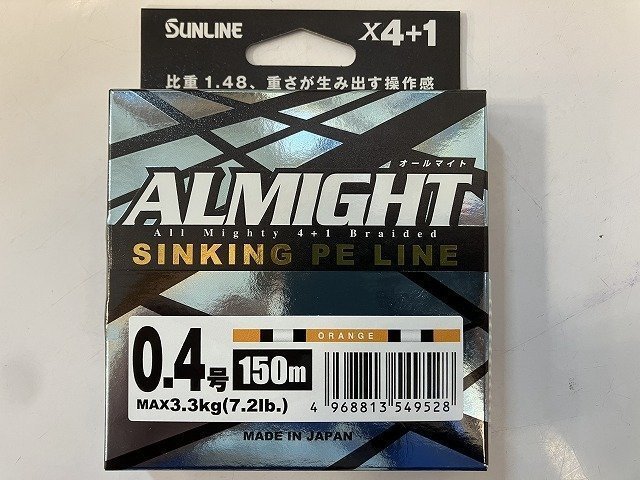 SUNLINE
X4+1
比重1.48、重さが生み出す操作感
オールマイト
ALMIGHT
All Mighty 4+1 Braided
SINKING PE LINE
ORANGE
0.4号 150m
MAX3.3kg(7.2lb.)
4 968813 549528
MADE IN JAPAN